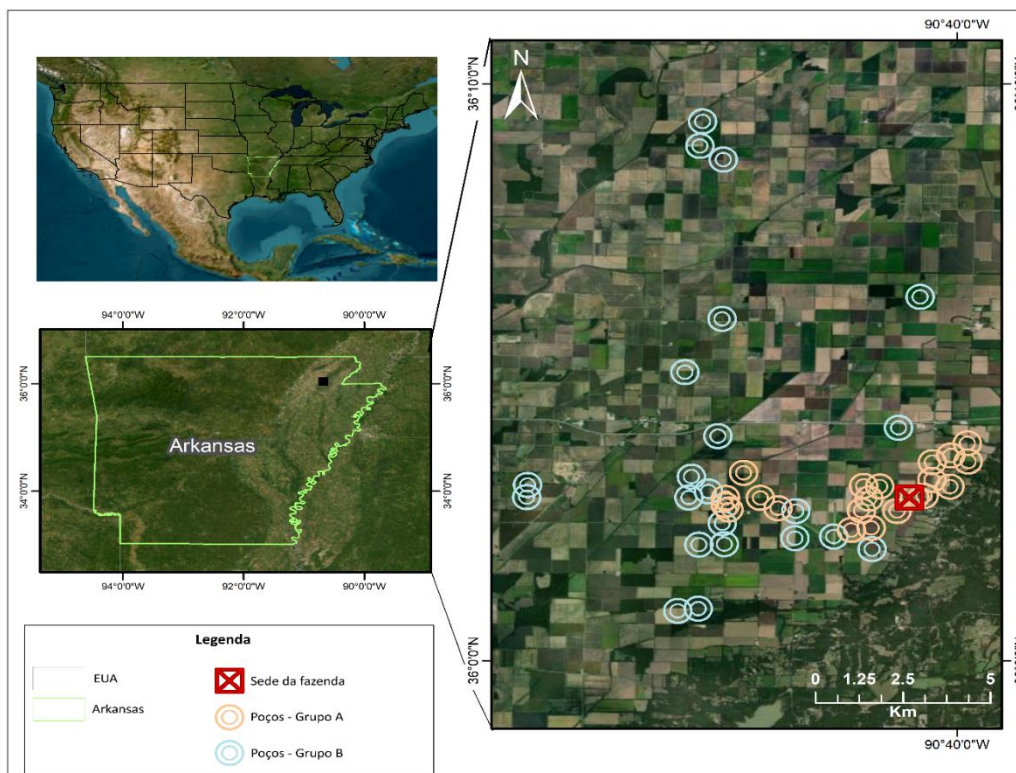 90°40'0"W
N
36°10'0"N
94°0'0"W
92°0'0"W
90°0'0"W
36°0'0"N
34°0'0"N
Arkansas
36°0'0"N
34°0'0"N
94°0'0"W
92°0'0"W
90°0'0"W
36°0'0"N
0 1.25 2.5 5
Km
90°40'0"W
Legenda
EUA
Arkansas
Sede da fazenda
Poços - Grupo A
Poços - Grupo B